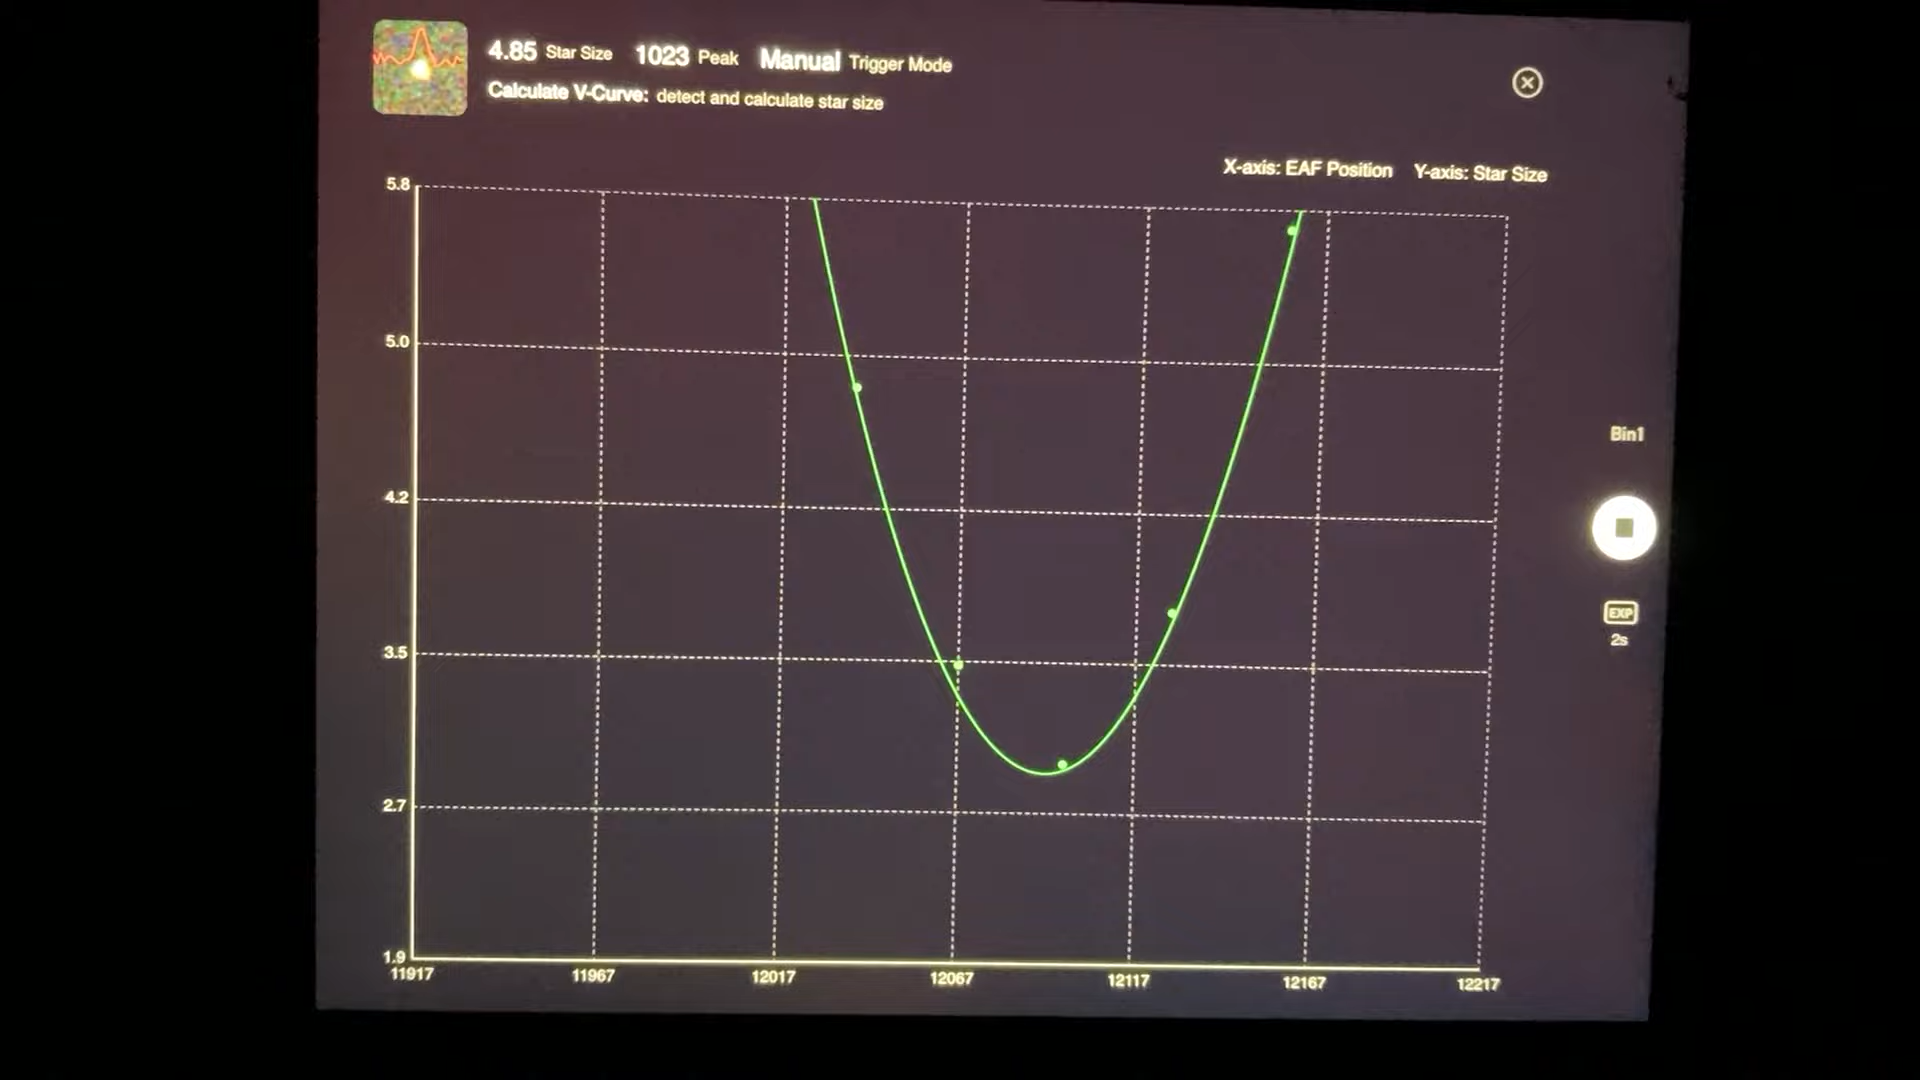 4.85 Star Size 1023 Peak Manual Trigger Mode
Calculate V-Curve: detect and calculate star size
X-axis: EAF Position Y-axis: Star Size
5.8
5.0
4.2
3.5
2.7
1.9
11917 11967 12017 12067 12117 12167 12217
Bin1
EXP
2s